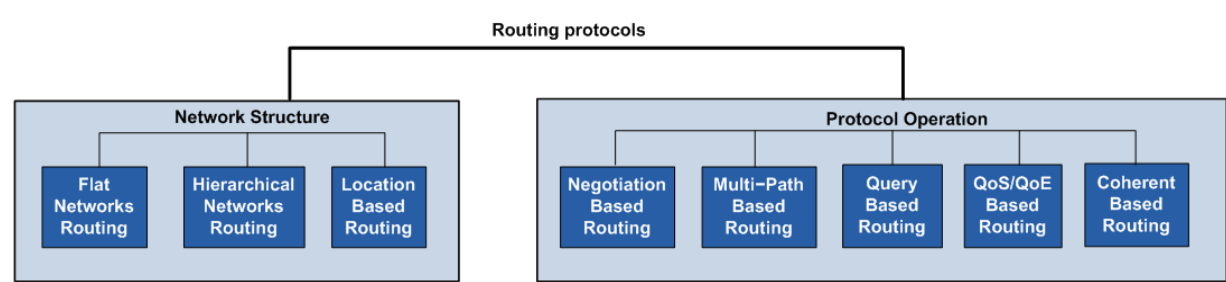 Routing protocols
Network Structure
Flat
Networks
Routing
Hierarchical
Networks
Routing
Location
Based
Routing
Protocol Operation
Negotiation
Based
Routing
Multi−Path
Based
Routing
Query
Based
Routing
QoS/QoE
Based
Routing
Coherent
Based
Routing